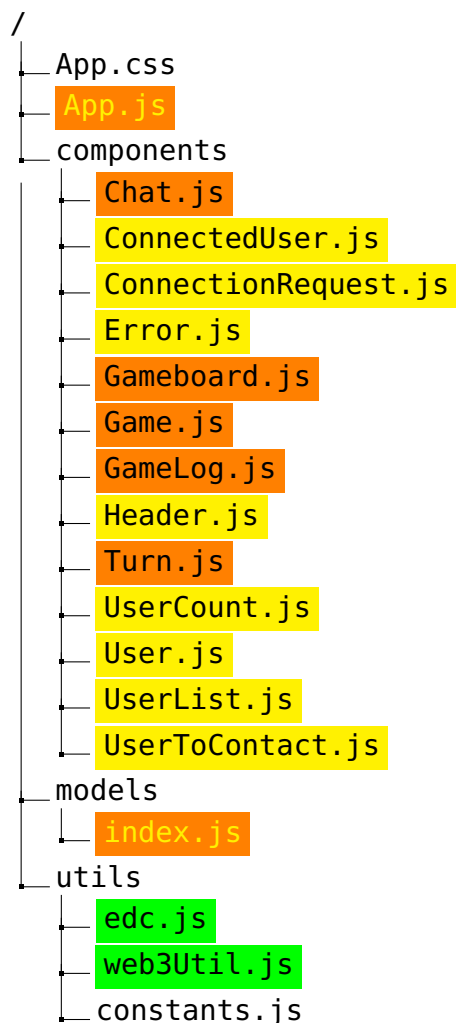 /
App.css
App.js
components
Chat.js
ConnectedUser.js
ConnectionRequest.js
Error.js
Gameboard.js
Game.js
GameLog.js
Header.js
Turn.js
UserCount.js
User.js
UserList.js
UserToContact.js
models
index.js
utils
edc.js
web3Util.js
constants.js